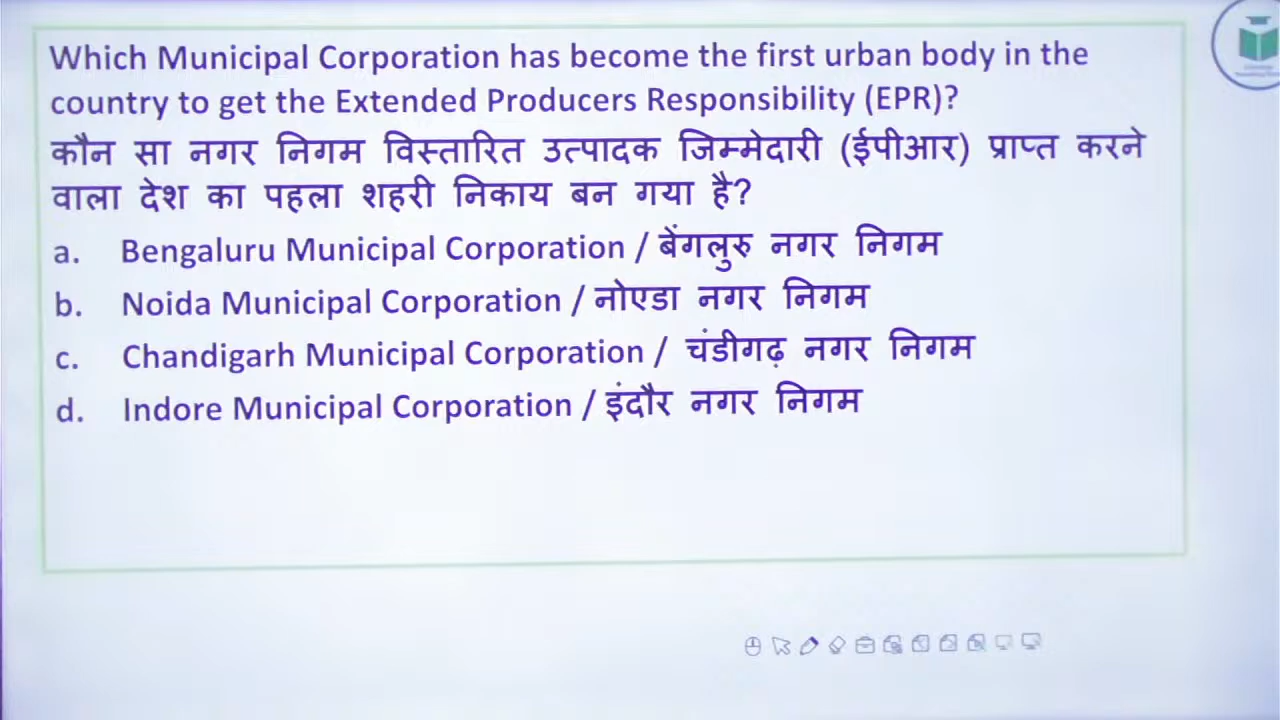 Which Municipal Corporation has become the first urban body in the
country to get the Extended Producers Responsibility (EPR)?
कौन सा नगर निगम विस्तारित उत्पादक जिम्मेदारी (ईपीआर) प्राप्त करने
वाला देश का पहला शहरी निकाय बन गया है?
a. Bengaluru Municipal Corporation / बेंगलुरु नगर निगम
b. Noida Municipal Corporation / नोएडा नगर निगम
c. Chandigarh Municipal Corporation / चंडीगढ़ नगर निगम
d. Indore Municipal Corporation / इंदौर नगर निगम